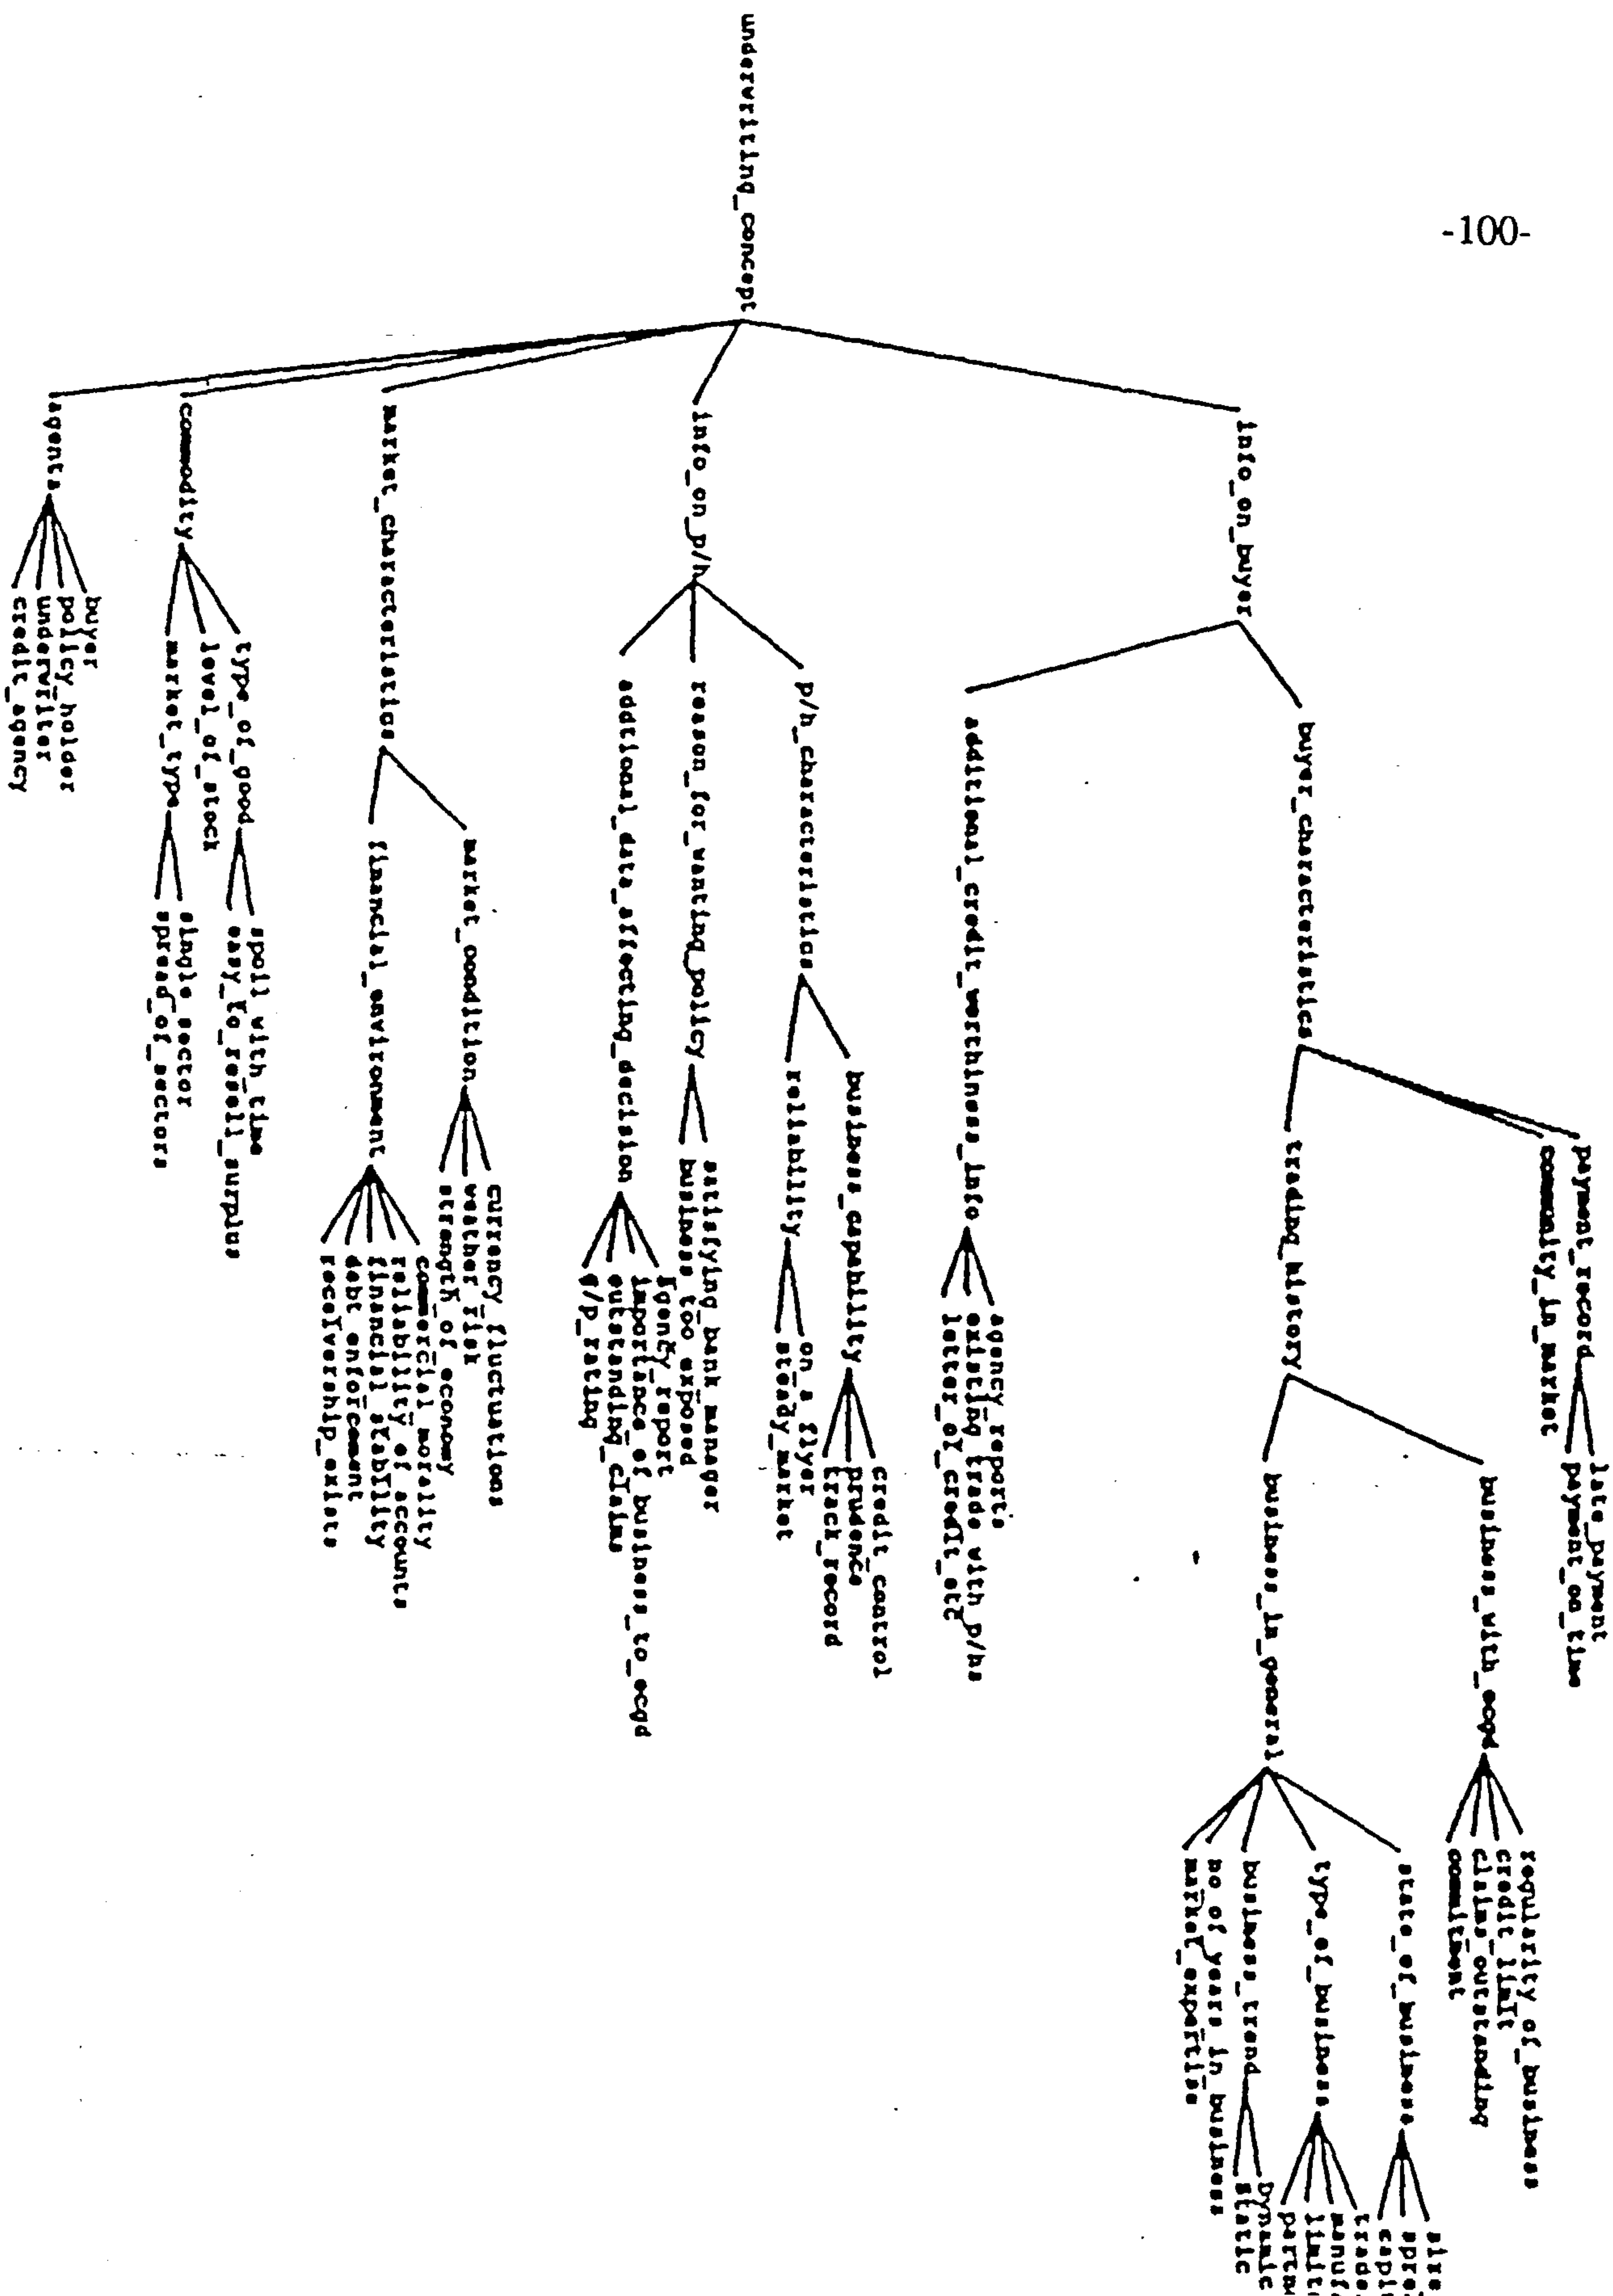 -100-
underwriting_concept
info_on_buyer
buyer_characteristics
payment_record
late_payment
payment_on_time
community_in_market
trading_history
business_with_ecgd
regularity_of_business
credit_limit
claims_outstanding
commitment
business_in_general
state_of_business
size
type_of_business
business_trend
Dynamic
static
no_of_years_in_business
market_expertise
additional_credit_worthiness_info
agency_reports
existing_trade_with_p/hs
letter_of_credit_etc
info_on_p/h
p/h_characteristics
business_capability
credit_control
prudence
track_record
reliability
on_a_flyer
steady_market
reason_for_wanting_policy
satisfying_bank_manager
business_too_exposed
addtional_data_affecting_decision
Agency_report
importance_of_business_to_ecgd
outstanding_claims
market_characteristics
market_condition
currency_fluctuations
weather_risk
strength_of_economy
financial_environment
commercial_morality
reliability_of_accounts
financial_stability
debt_enforcement
receivership_exists
commodity
type_of_good
spoil_with_time
easy_to_resell_surplus
level_of_stock
market_type
single_sector
spread_of_sectors
agents
buyer
policy_holder
underwriter
credit_agency